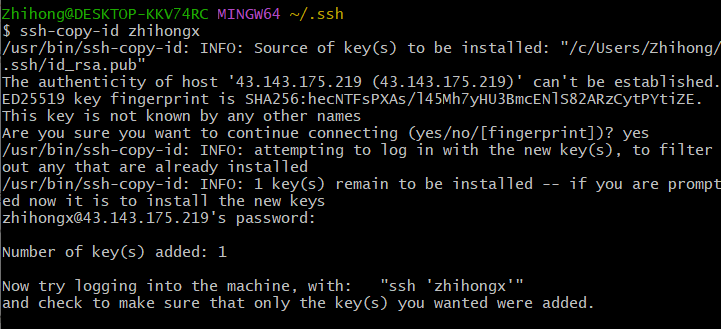 Zhihong@DESKTOP-KKV74RC MINGW64 ~/.ssh
$ ssh-copy-id zhihongx
/usr/bin/ssh-copy-id: INFO: Source of key(s) to be installed: "/c/Users/Zhihong/
.ssh/id_rsa.pub"
The authenticity of host '43.143.175.219 (43.143.175.219)' can't be established.
ED25519 key fingerprint is SHA256:hecNTFsPXAs/l45Mh7yHU3BmcENlS82ARzCytPYtiZE.
This key is not known by any other names
Are you sure you want to continue connecting (yes/no/[fingerprint])? yes
/usr/bin/ssh-copy-id: INFO: attempting to log in with the new key(s), to filter
out any that are already installed
/usr/bin/ssh-copy-id: INFO: 1 key(s) remain to be installed -- if you are prompt
ed now it is to install the new keys
zhihongx@43.143.175.219's password:
Number of key(s) added: 1
Now try logging into the machine, with:   "ssh 'zhihongx'"
and check to make sure that only the key(s) you wanted were added.